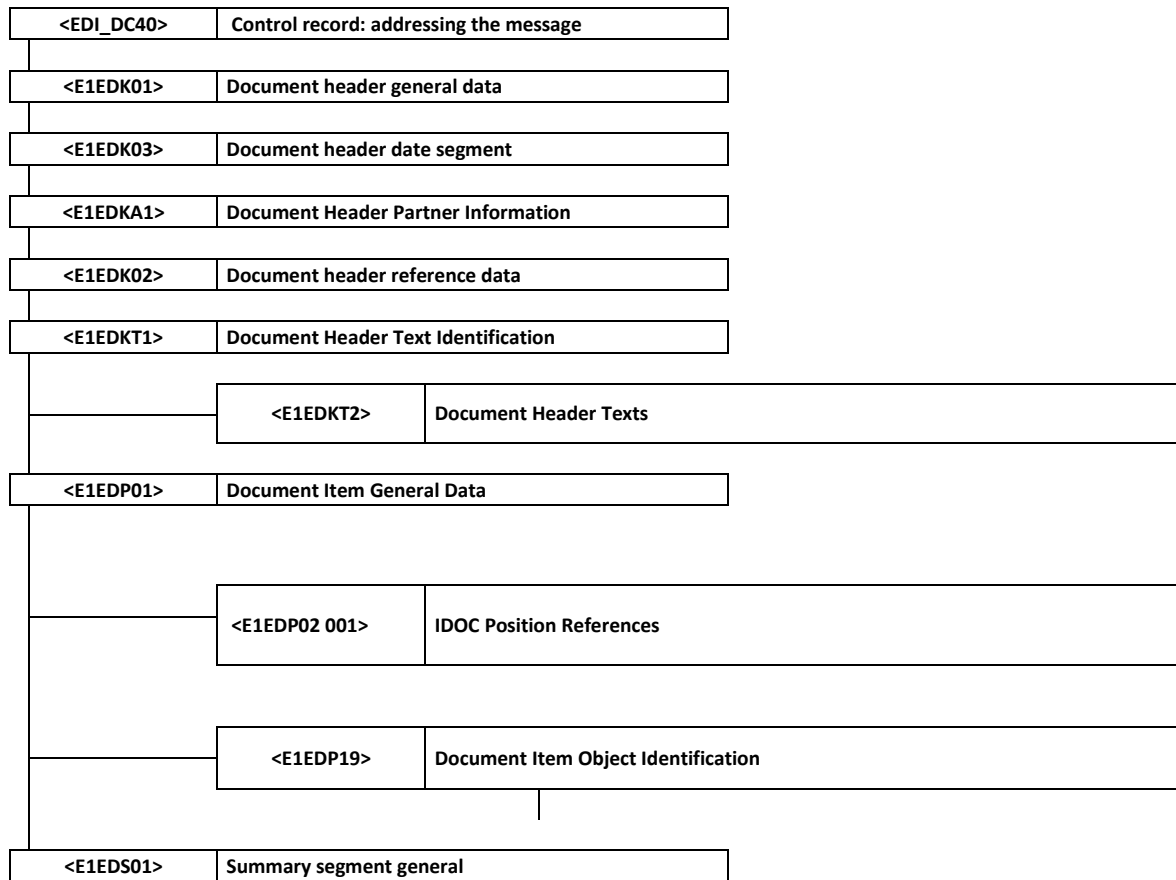 <EDI_DC40> Control record: addressing the message
<E1EDK01> Document header general data
<E1EDK03> Document header date segment
<E1EDKA1> Document Header Partner Information
<E1EDK02> Document header reference data
<E1EDKT1> Document Header Text Identification
<E1EDKT2> Document Header Texts
<E1EDP01> Document Item General Data
<E1EDP02 001> IDOC Position References
<E1EDP19> Document Item Object Identification
<E1EDS01> Summary segment general